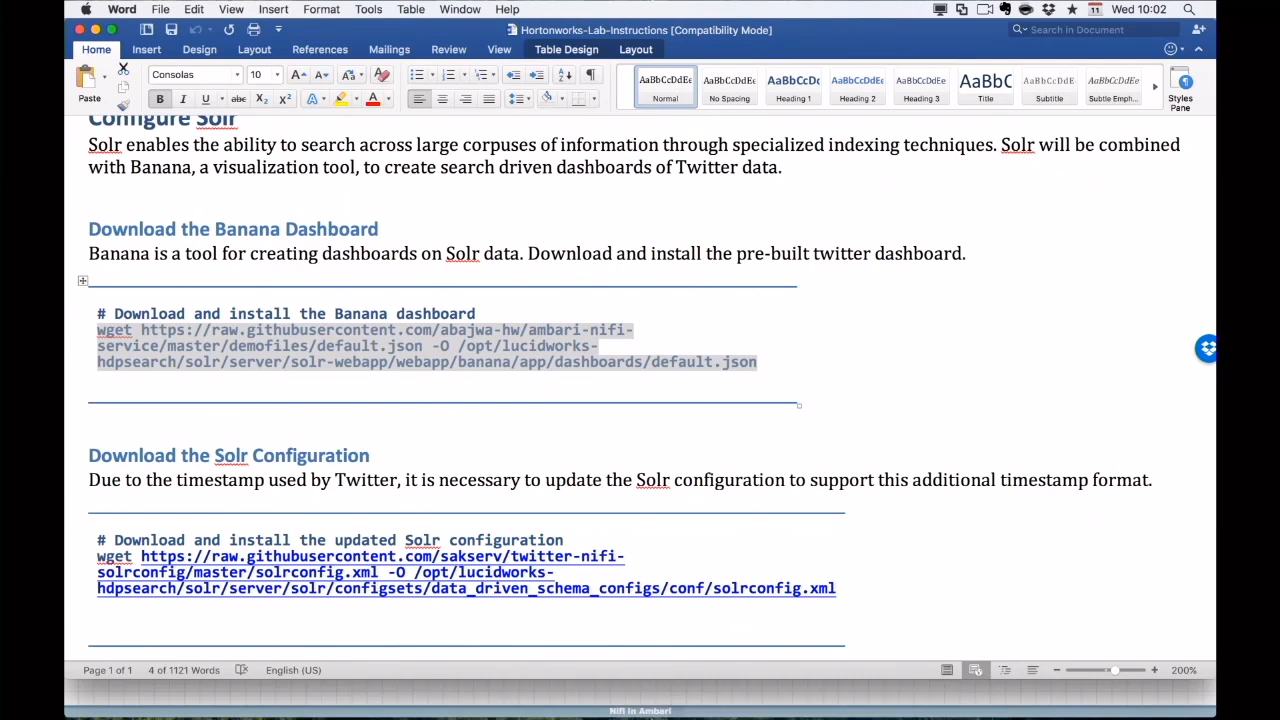 Word File Edit View Insert Format Tools Table Window Help 11 Wed 10:02
Hortonworks-Lab-Instructions [Compatibility Mode] Search in Document
Home Insert Design Layout References Mailings Review View Table Design Layout
Paste Consolas 10 A A Aa A
B I U abc X2 X2 A A
AaBbCcDdEe AaBbCcDdEe AaBbCcDc AaBbCcDdEe AaBbCcDdEe AaBbC AaBbCcDdEe AaBbCcDdEe
Normal No Spacing Heading 1 Heading 2 Heading 3 Title Subtitle Subtle Emph... Styles Pane
Configure Solr
Solr enables the ability to search across large corpuses of information through specialized indexing techniques. Solr will be combined
with Banana, a visualization tool, to create search driven dashboards of Twitter data.
Download the Banana Dashboard
Banana is a tool for creating dashboards on Solr data. Download and install the pre-built twitter dashboard.
# Download and install the Banana dashboard
wget https://raw.githubusercontent.com/abajwa-hw/ambari-nifi-
service/master/demofiles/default.json -O /opt/lucidworks-
hdpsearch/solr/server/solr-webapp/webapp/banana/app/dashboards/default.json
Download the Solr Configuration
Due to the timestamp used by Twitter, it is necessary to update the Solr configuration to support this additional timestamp format.
# Download and install the updated Solr configuration
wget https://raw.githubusercontent.com/sakserv/twitter-nifi-
solrconfig/master/solrconfig.xml -O /opt/lucidworks-
hdpsearch/solr/server/solr/configsets/data_driven_schema_configs/conf/solrconfig.xml
Page 1 of 1 4 of 1121 Words English (US) 200%
Nifi in Ambari